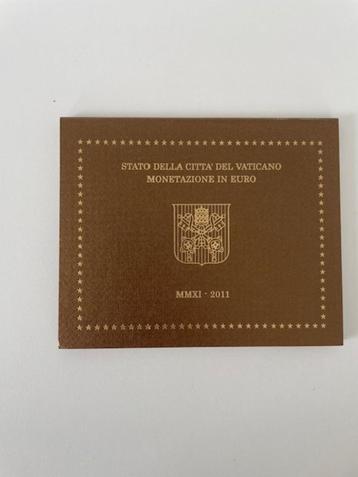 STATO DELLA CITTA' DEL VATICANO
MONETAZIONE IN EURO
MMXI - 2011